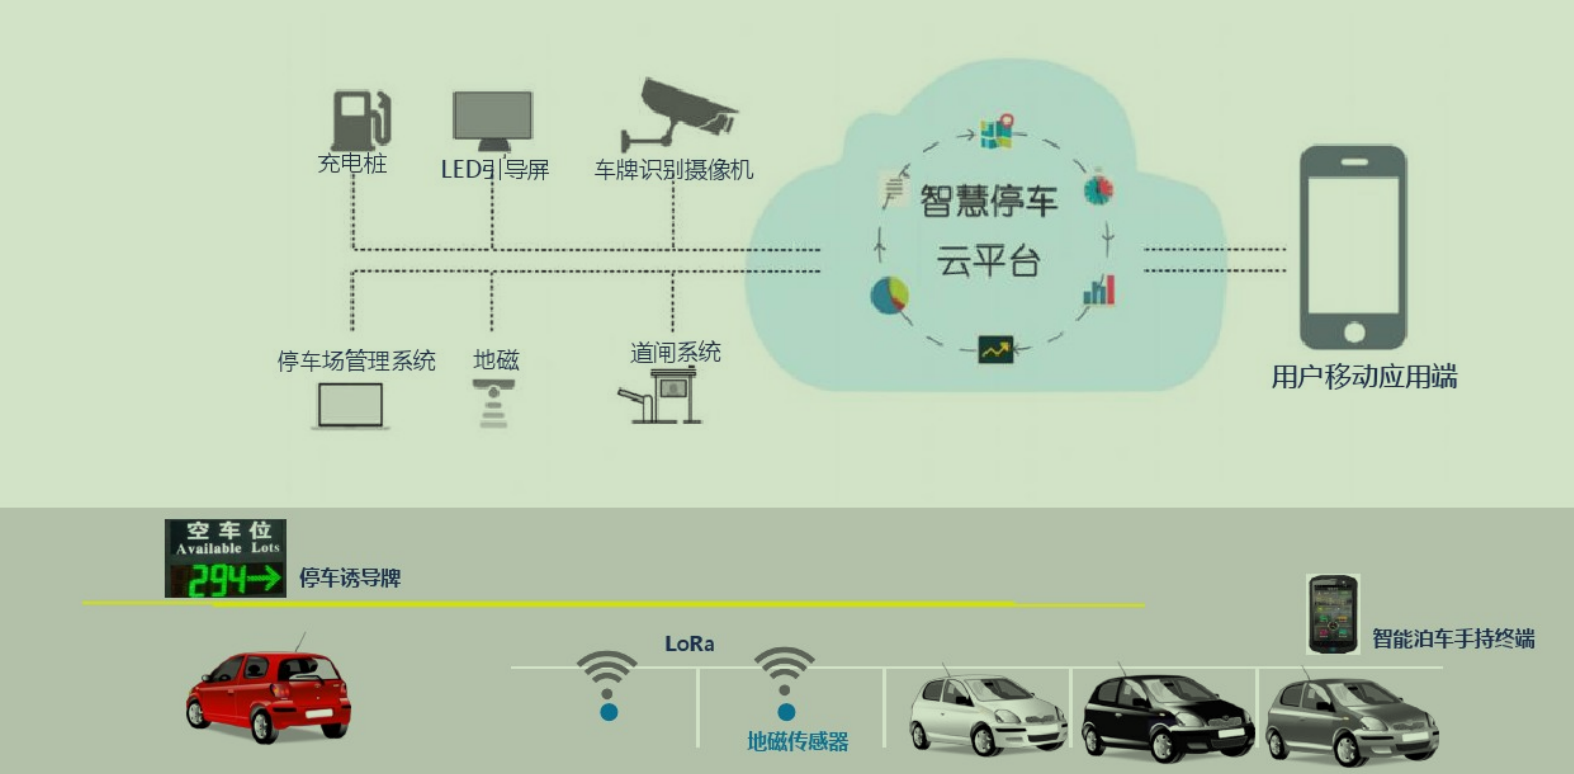 充电桩
LED引导屏
车牌识别摄像机
智慧停车
云平台
停车场管理系统
地磁
道闸系统
用户移动应用端
空车位
Available Lots
294→
停车诱导牌
LoRa
智能泊车手持终端
地磁传感器